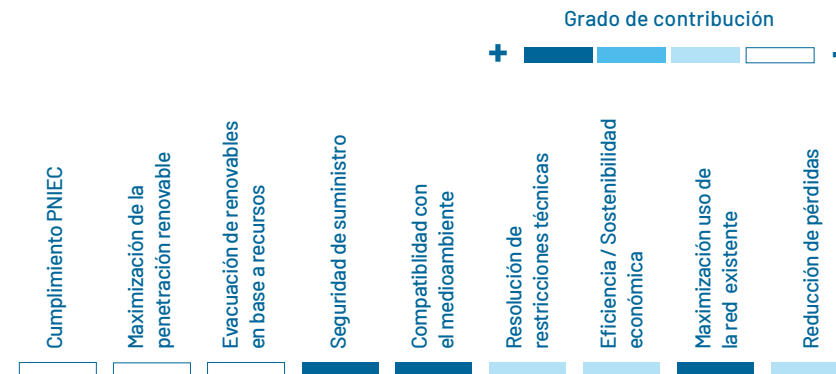 Grado de contribución
+
Cumplimiento PNIEC
Maximización de la
penetración renovable
Evacuación de renovables
en base a recursos
Seguridad de suministro
Compatiblidad con
el medioambiente
Resolución de
restricciones técnicas
Eficiencia / Sostenibilidad
económica
Maximización uso de
la red existente
Reducción de pérdidas